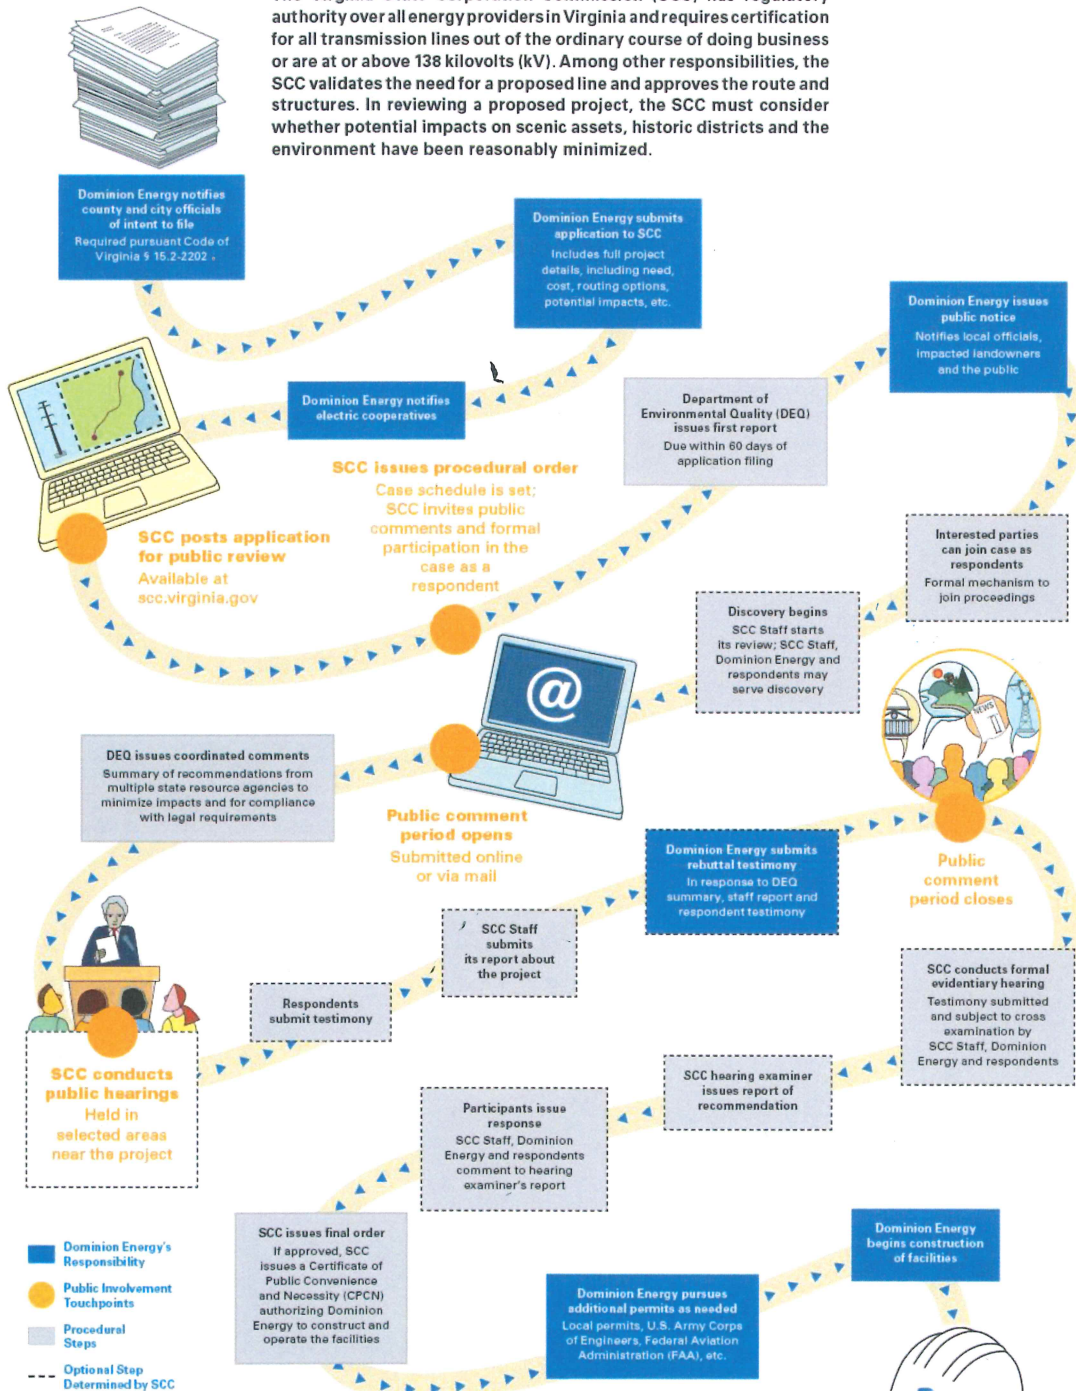 authority over all energy providers in Virginia and requires certification
for all transmission lines out of the ordinary course of doing business
or are at or above 138 kilovolts (kV). Among other responsibilities, the
SCC validates the need for a proposed line and approves the route and
structures. In reviewing a proposed project, the SCC must consider
whether potential impacts on scenic assets, historic districts and the
environment have been reasonably minimized.
Dominion Energy notifies
county and city officials
of intent to file
Required pursuant Code of
Virginia § 15.2-2202
Dominion Energy submits
application to SCC
Includes full project
details, including need,
cost, routing options,
potential impacts, etc.
Dominion Energy notifies
electric cooperatives
SCC posts application
for public review
Available at
scc.virginia.gov
SCC issues procedural order
Case schedule is set;
SCC invites public
comments and formal
participation in the
case as a
respondent
Department of
Environmental Quality (DEQ)
issues first report
Due within 60 days of
application filing
Dominion Energy issues
public notice
Notifies local officials,
impacted landowners
and the public
Interested parties
can join case as
respondents
Formal mechanism to
join proceedings
Discovery begins
SCC Staff starts
its review; SCC Staff,
Dominion Energy and
respondents may
serve discovery
@
Public comment
period opens
Submitted online
or via mail
DEQ issues coordinated comments
Summary of recommendations from
multiple state resource agencies to
minimize impacts and for compliance
with legal requirements
SCC conducts
public hearings
Held in
selected areas
near the project
Respondents
submit testimony
SCC Staff
submits
its report about
the project
Dominion Energy submits
rebuttal testimony
In response to DEQ
summary, staff report and
respondent testimony
NEWS
Public
comment
period closes
SCC conducts formal
evidentiary hearing
Testimony submitted
and subject to cross
examination by
SCC Staff, Dominion
Energy and respondents
SCC hearing examiner
issues report of
recommendation
Participants issue
response
SCC Staff, Dominion
Energy and respondents
comment to hearing
examiner's report
SCC issues final order
If approved, SCC
issues a Certificate of
Public Convenience
and Necessity (CPCN)
authorizing Dominion
Energy to construct and
operate the facilities
Dominion Energy pursues
additional permits as needed
Local permits, U.S. Army Corps
of Engineers, Federal Aviation
Administration (FAA), etc.
Dominion Energy
begins construction
of facilities
Dominion Energy's
Responsibility
Public Involvement
Touchpoints
Procedural
Steps
Optional Step
Determined by SCC